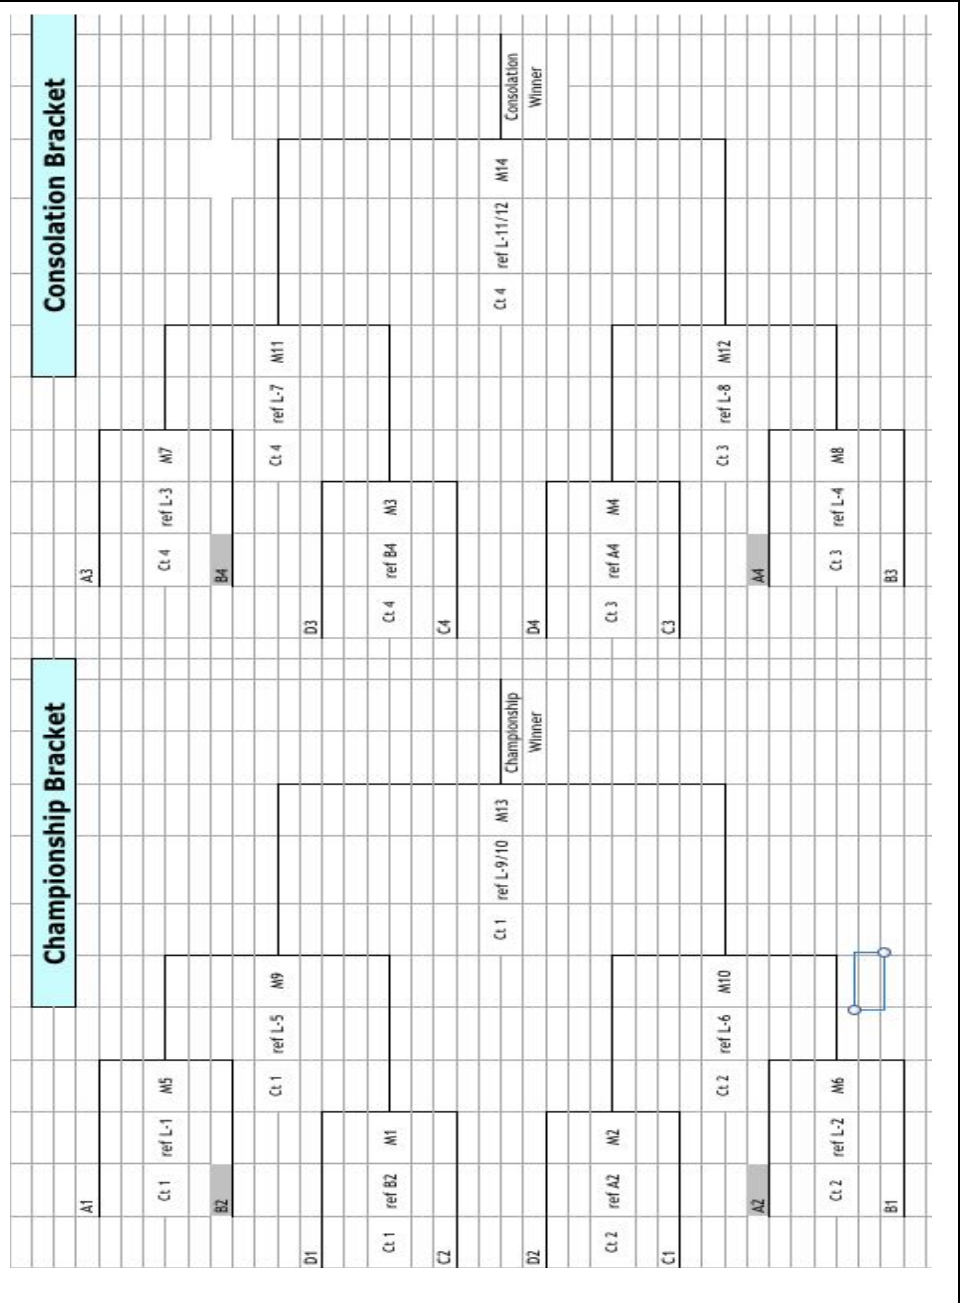 Championship Bracket
A1
Ct 1 ref L-1 M5
B2
Ct 1 ref L-5 M9
D1
Ct 1 ref B2 M1
C2
Ct 1 ref L-9/10 M13
Championship
Winner
D2
Ct 2 ref A2 M2
C1
Ct 2 ref L-6 M10
A2
Ct 2 ref L-2 M6
B1
Consolation Bracket
A3
Ct 4 ref L-3 M7
B4
Ct 4 ref L-7 M11
D3
Ct 4 ref B4 M3
C4
Ct 4 ref L-11/12 M14
Consolation
Winner
D4
Ct 3 ref A4 M4
C3
Ct 3 ref L-8 M12
A4
Ct 3 ref L-4 M8
B3